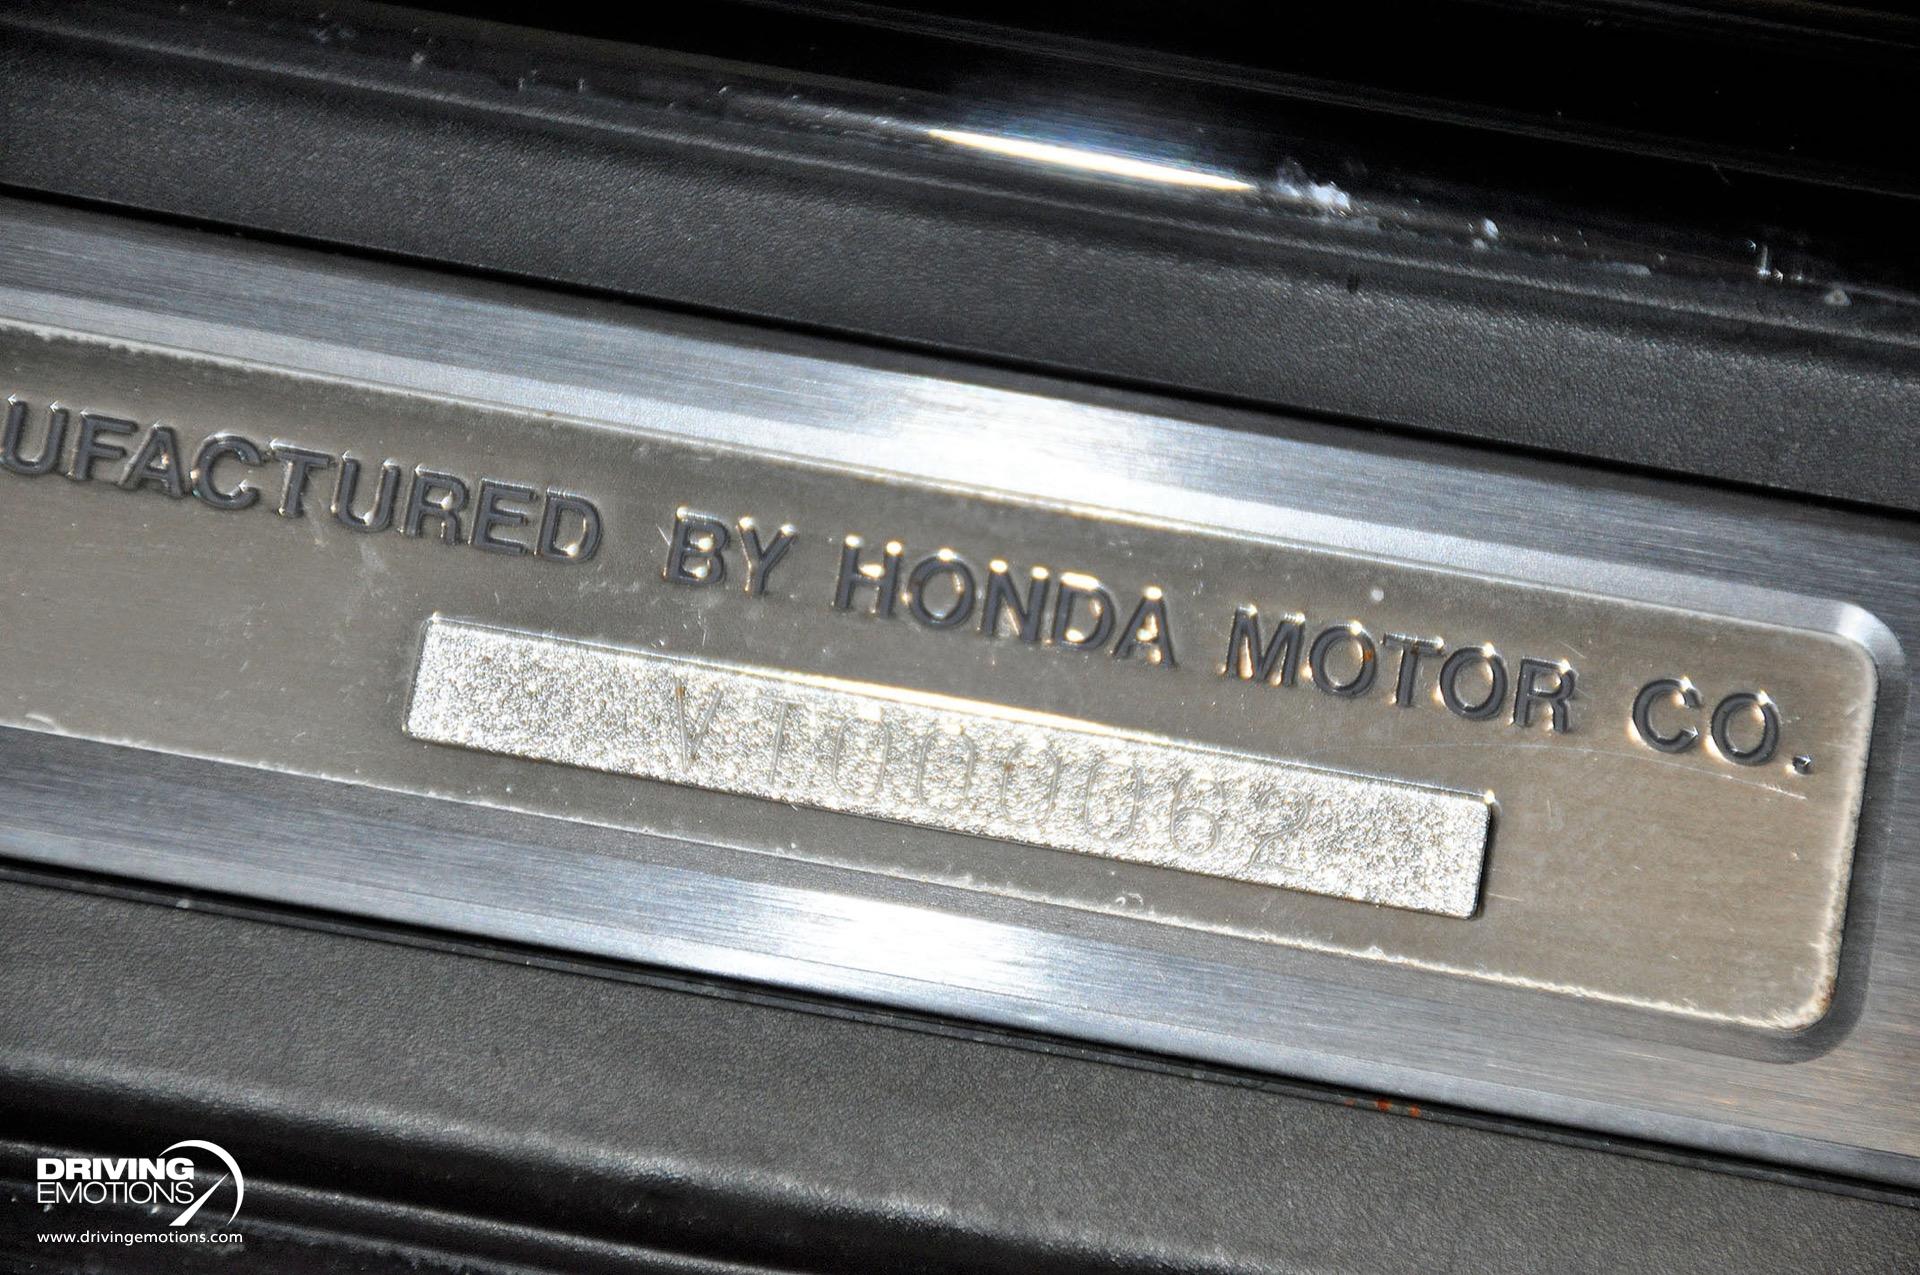 UFACTURED BY HONDA MOTOR CO.
VT000062
DRIVING
EMOTIONS
www.drivingemotions.com